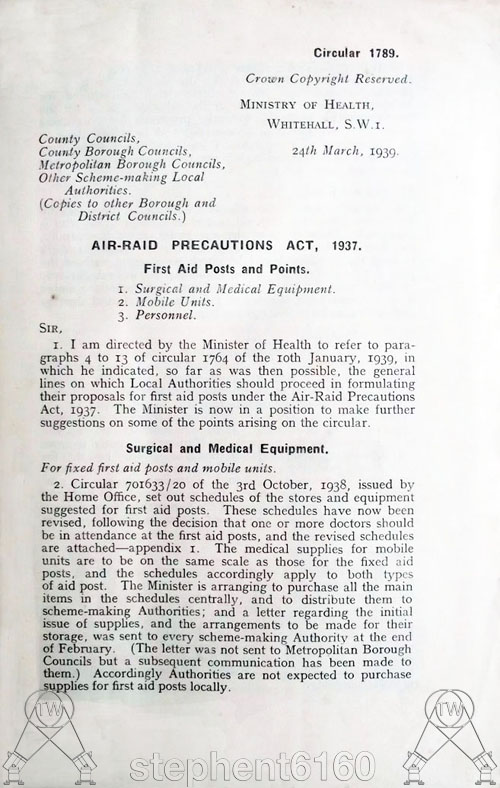 Circular 1789.
Crown Copyright Reserved.
MINISTRY OF HEALTH,
WHITEHALL, S.W.1.
County Councils,
County Borough Councils,
24th March, 1939.
Metropolitan Borough Councils,
Other Scheme-making Local
Authorities.
(Copies to other Borough and
District Councils.)
AIR-RAID PRECAUTIONS ACT, 1937.
First Aid Posts and Points.
1. Surgical and Medical Equipment.
2. Mobile Units.
3. Personnel.
SIR,
1. I am directed by the Minister of Health to refer to para-
graphs 4 to 13 of circular 1764 of the 10th January, 1939, in
which he indicated, so far as was then possible, the general
lines on which Local Authorities should proceed in formulating
their proposals for first aid posts under the Air-Raid Precautions
Act, 1937. The Minister is now in a position to make further
suggestions on some of the points arising on the circular.
Surgical and Medical Equipment.
For fixed first aid posts and mobile units.
2. Circular 701633/20 of the 3rd October, 1938, issued by
the Home Office, set out schedules of the stores and equipment
suggested for first aid posts. These schedules have now been
revised, following the decision that one or more doctors should
be in attendance at the first aid posts, and the revised schedules
are attached—appendix 1. The medical supplies for mobile
units are to be on the same scale as those for the fixed aid
posts, and the schedules accordingly apply to both types
of aid post. The Minister is arranging to purchase all the main
items in the schedules centrally, and to distribute them to
scheme-making Authorities; and a letter regarding the initial
issue of supplies, and the arrangements to be made for their
storage, was sent to every scheme-making Authority at the end
of February. (The letter was not sent to Metropolitan Borough
Councils but a subsequent communication has been made to
them.) Accordingly Authorities are not expected to purchase
supplies for first aid posts locally.
TW
TW
stephent6160